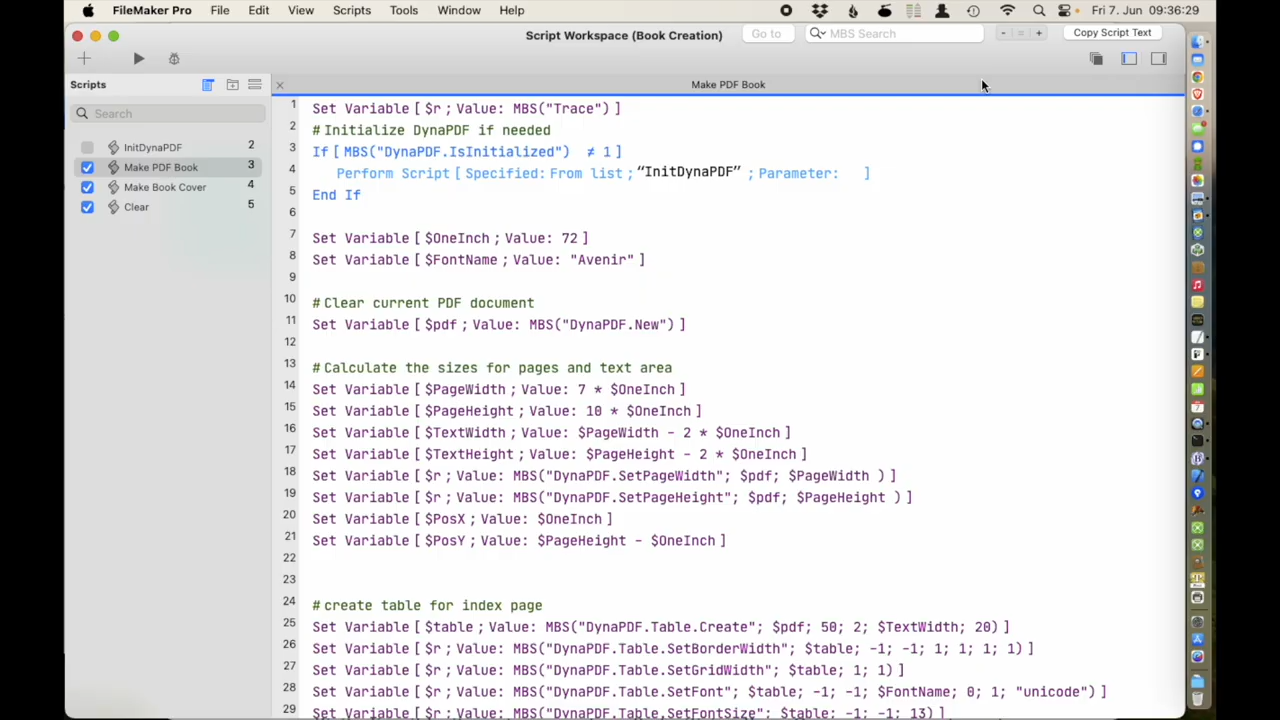 FileMaker Pro File Edit View Scripts Tools Window Help Fri 7. Jun 09:36:29
Script Workspace (Book Creation) Go to MBS Search - = + Copy Script Text
Scripts
Make PDF Book
Search
InitDynaPDF 2
Make PDF Book 3
Make Book Cover 4
Clear 5
1 Set Variable [ $r ; Value: MBS("Trace") ]
2 # Initialize DynaPDF if needed
3 If [ MBS("DynaPDF.IsInitialized") ≠ 1 ]
4 Perform Script [ Specified: From list ; “InitDynaPDF” ; Parameter: ]
5 End If
6
7 Set Variable [ $OneInch ; Value: 72 ]
8 Set Variable [ $FontName ; Value: "Avenir" ]
9
10 # Clear current PDF document
11 Set Variable [ $pdf ; Value: MBS("DynaPDF.New") ]
12
13 # Calculate the sizes for pages and text area
14 Set Variable [ $PageWidth ; Value: 7 * $OneInch ]
15 Set Variable [ $PageHeight ; Value: 10 * $OneInch ]
16 Set Variable [ $TextWidth ; Value: $PageWidth - 2 * $OneInch ]
17 Set Variable [ $TextHeight ; Value: $PageHeight - 2 * $OneInch ]
18 Set Variable [ $r ; Value: MBS("DynaPDF.SetPageWidth"; $pdf; $PageWidth ) ]
19 Set Variable [ $r ; Value: MBS("DynaPDF.SetPageHeight"; $pdf; $PageHeight ) ]
20 Set Variable [ $PosX ; Value: $OneInch ]
21 Set Variable [ $PosY ; Value: $PageHeight - $OneInch ]
22
23
24 # create table for index page
25 Set Variable [ $table ; Value: MBS("DynaPDF.Table.Create"; $pdf; 50; 2; $TextWidth; 20) ]
26 Set Variable [ $r ; Value: MBS("DynaPDF.Table.SetBorderWidth"; $table; -1; -1; 1; 1; 1; 1) ]
27 Set Variable [ $r ; Value: MBS("DynaPDF.Table.SetGridWidth"; $table; 1; 1) ]
28 Set Variable [ $r ; Value: MBS("DynaPDF.Table.SetFont"; $table; -1; -1; $FontName; 0; 1; "unicode") ]
29 Set Variable [ $r ; Value: MBS("DynaPDF.Table.SetFontSize"; $table; -1; -1; 13) ]